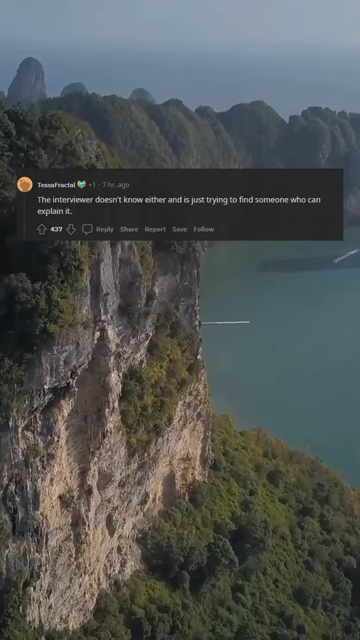 TessaFractal +1 · 7 hr. ago
The interviewer doesn't know either and is just trying to find someone who can
explain it.
437 Reply Share Report Save Follow